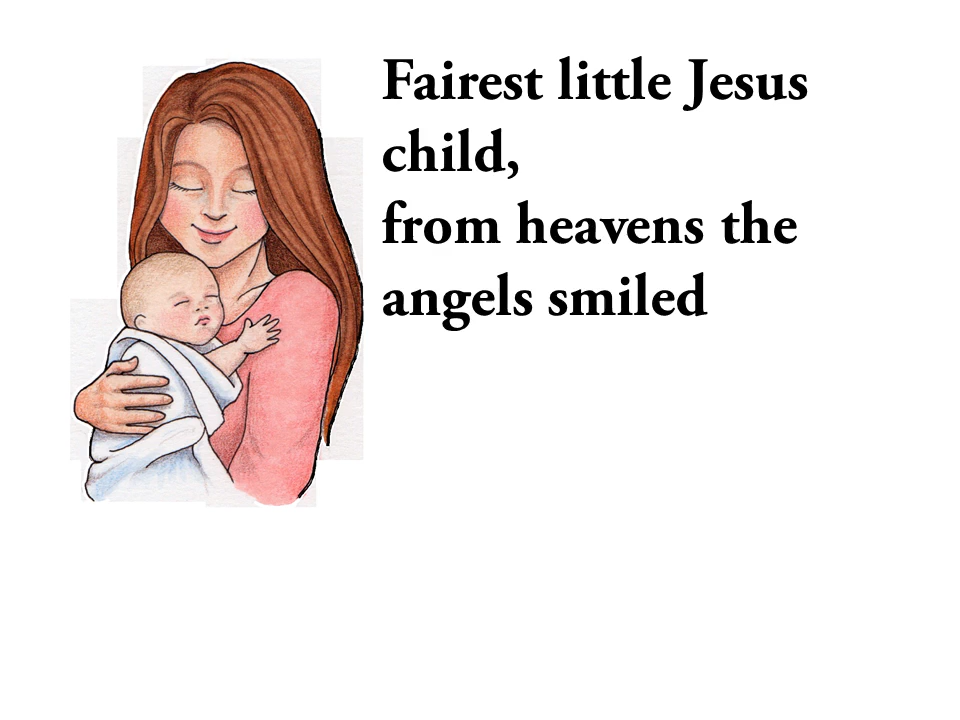 Fairest little Jesus
child,
from heavens the
angels smiled